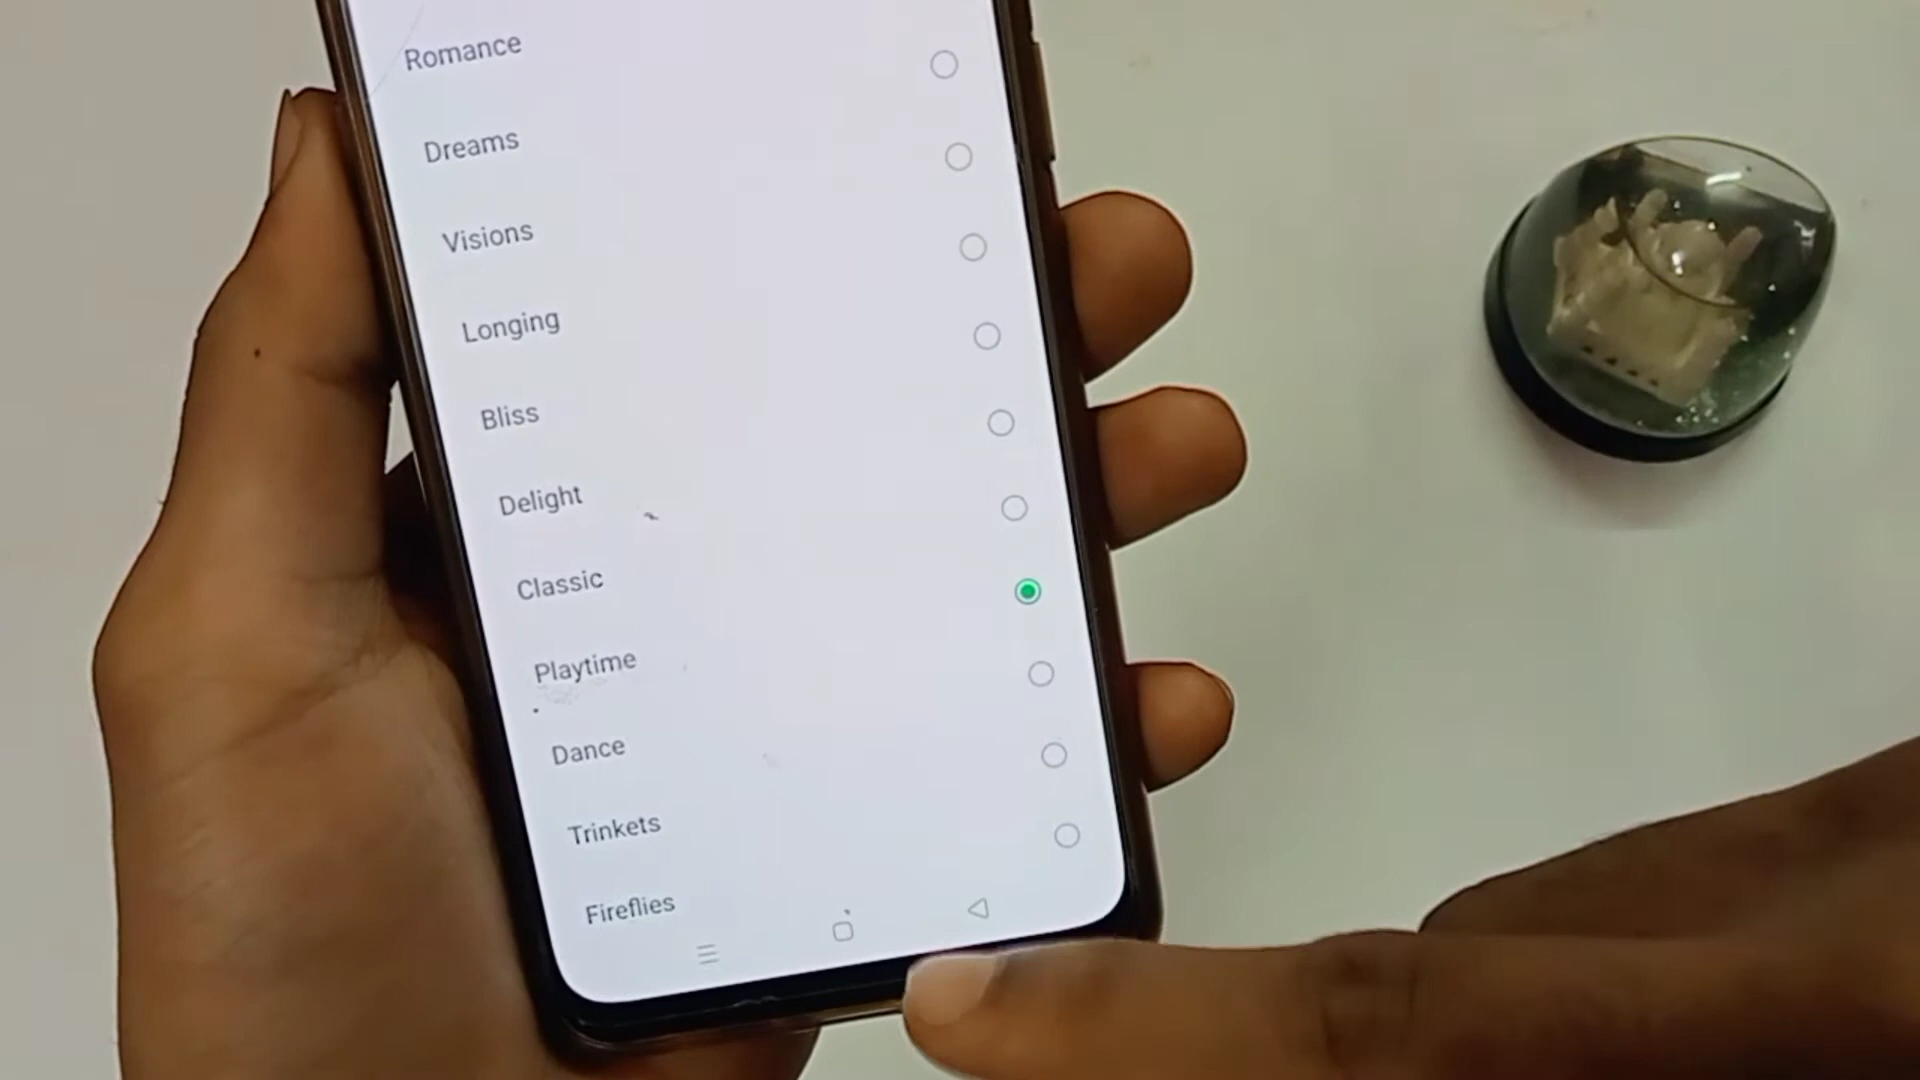 Romance
Dreams
Visions
Longing
Bliss
Delight
Classic
Playtime
Dance
Trinkets
Fireflies